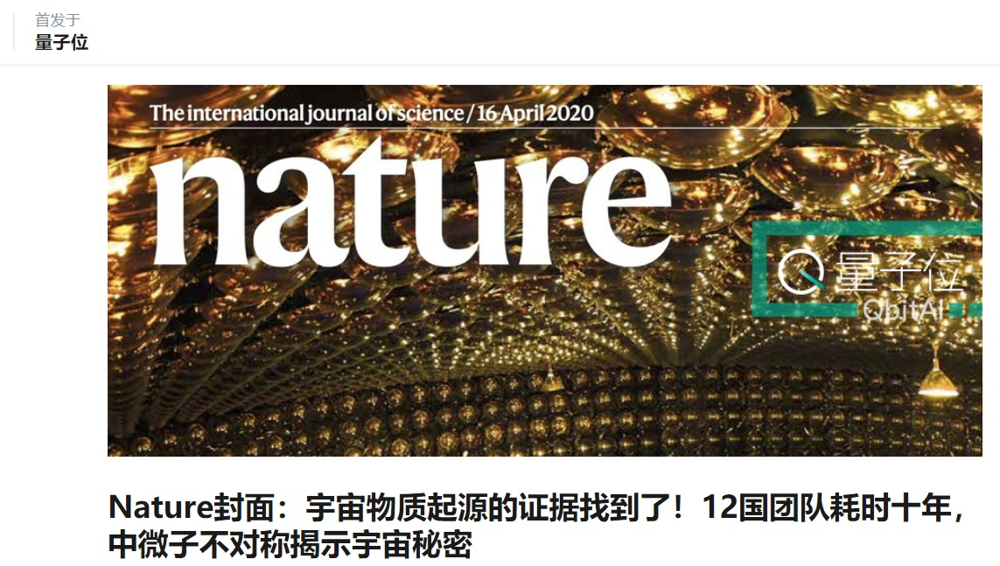 首发于
量子位
The international journal of science / 16 April 2020
nature
量子位
QbitAI
Nature封面：宇宙物质起源的证据找到了！12国团队耗时十年，
中微子不对称揭示宇宙秘密